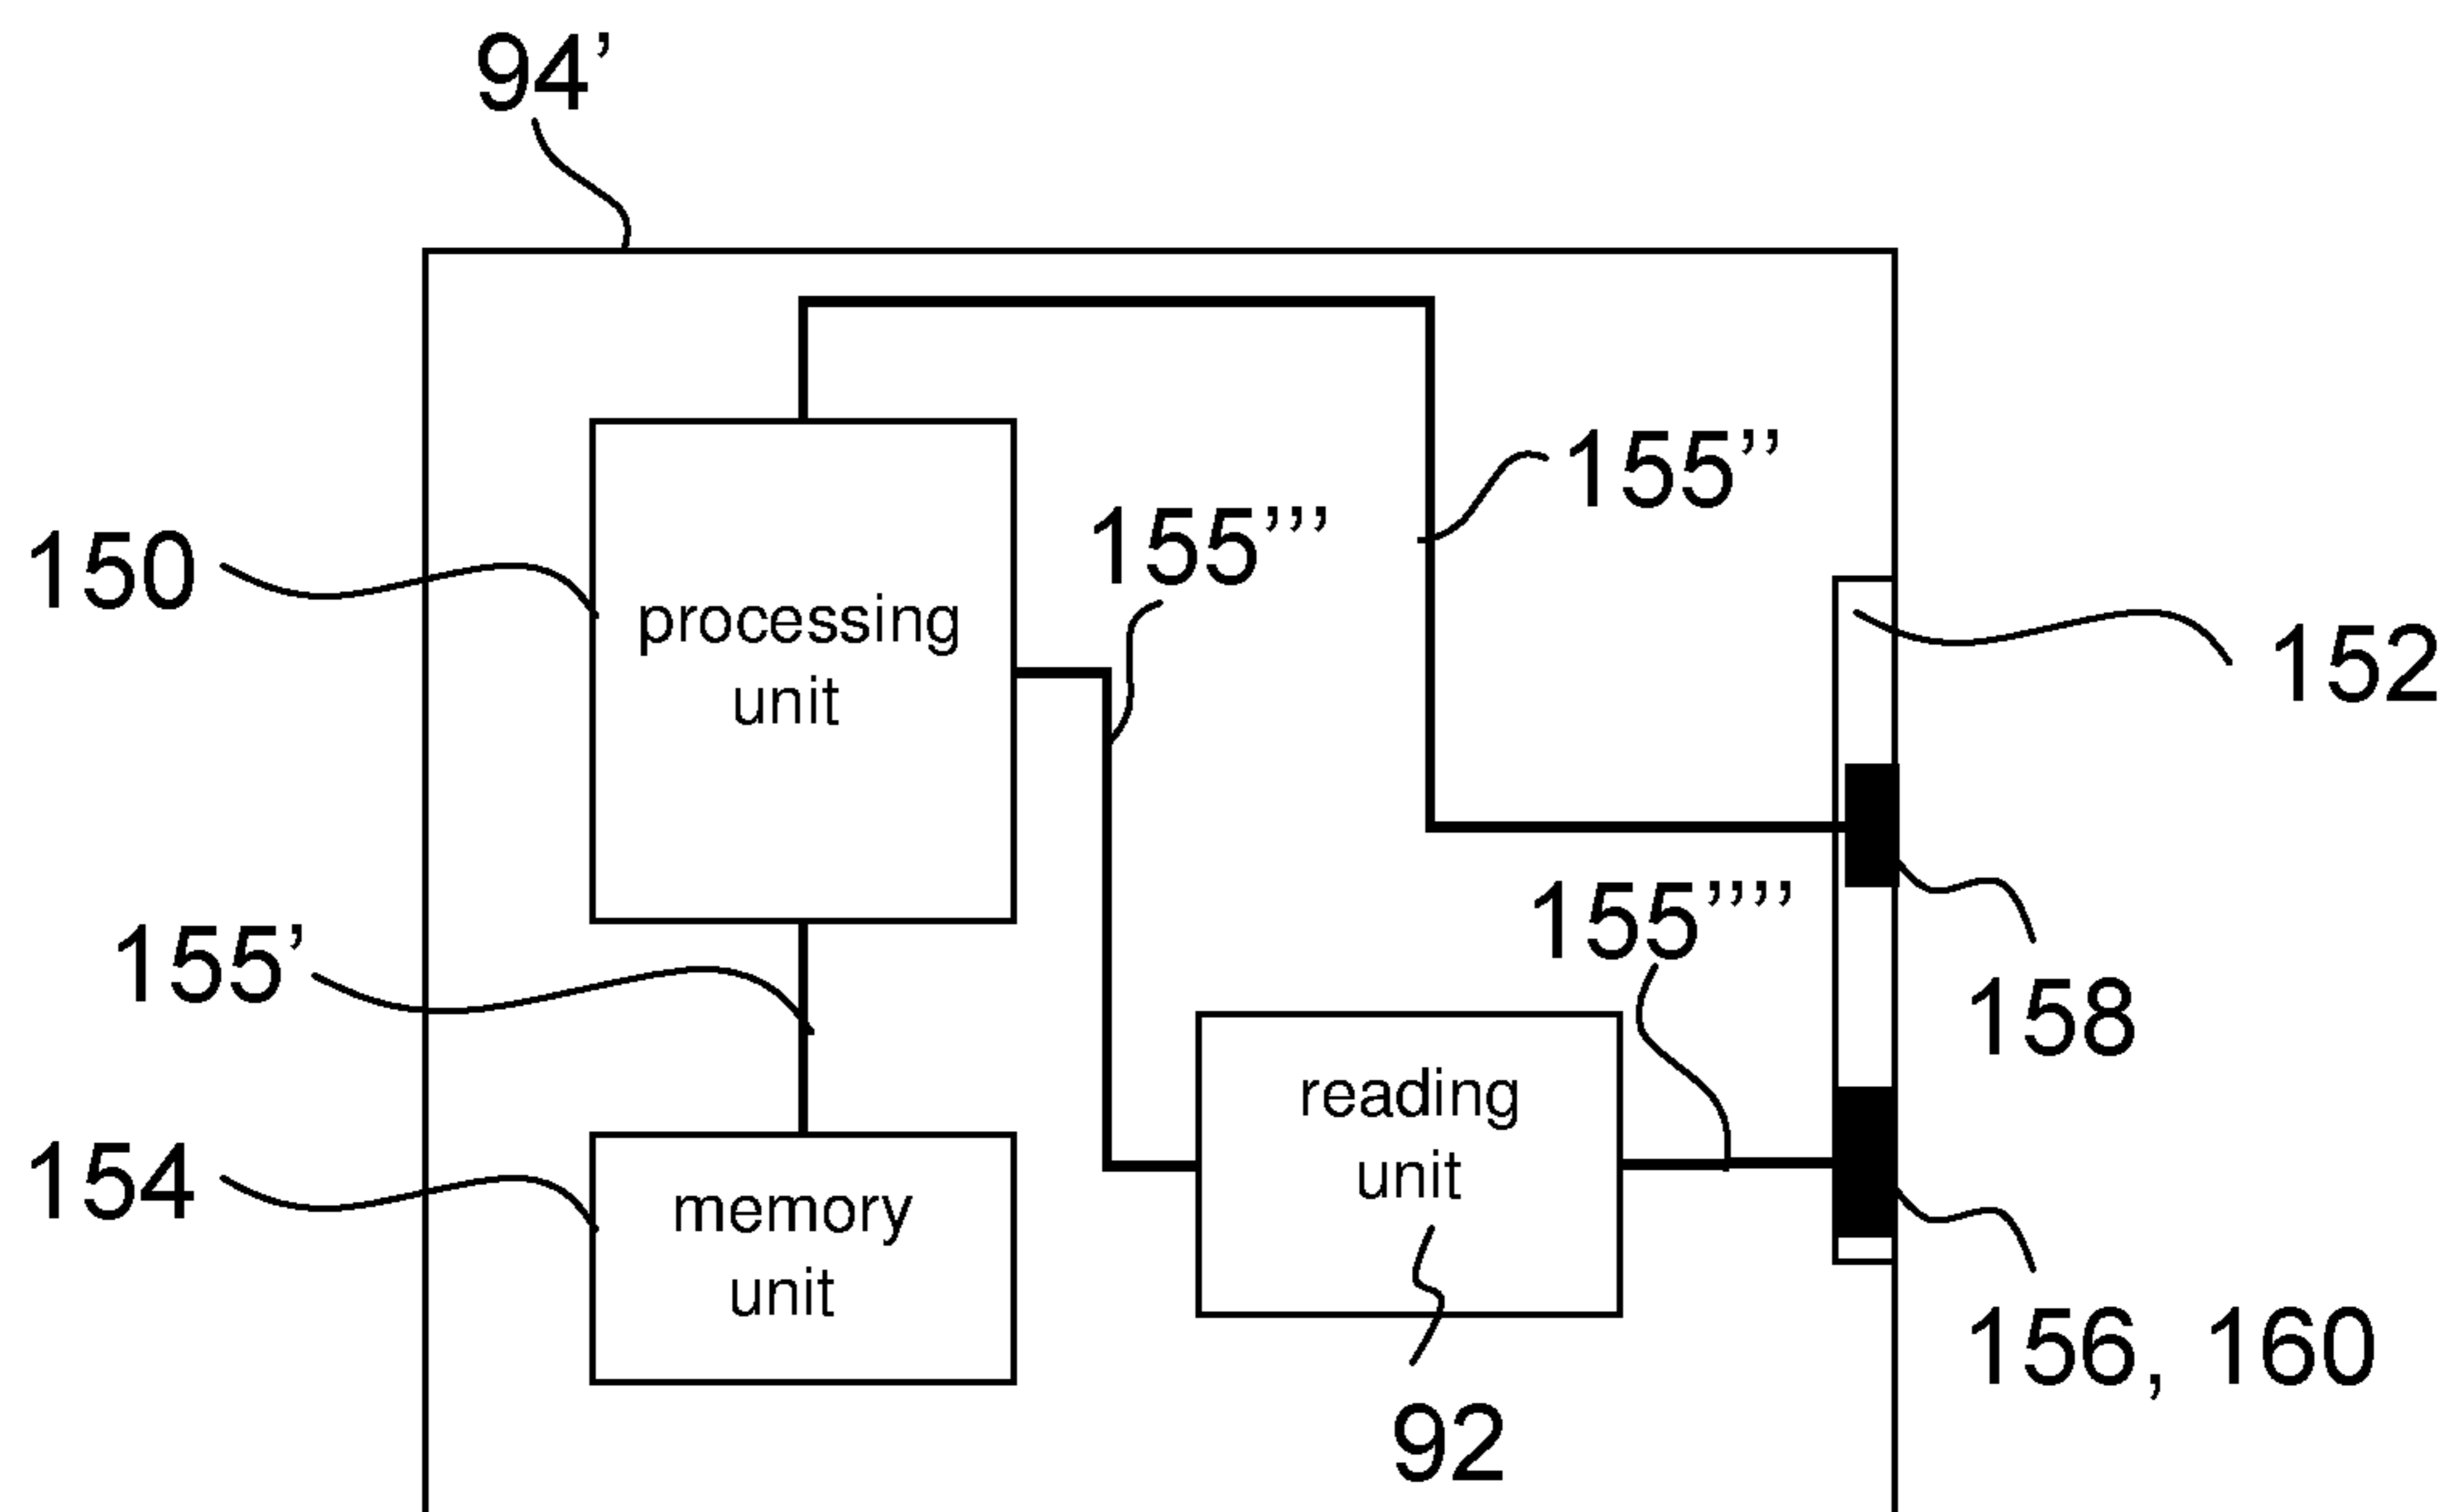 94’
155’’
155’’’
150
processing
unit
152
155’’’’
155’
158
reading
unit
154
memory
unit
156, 160
92